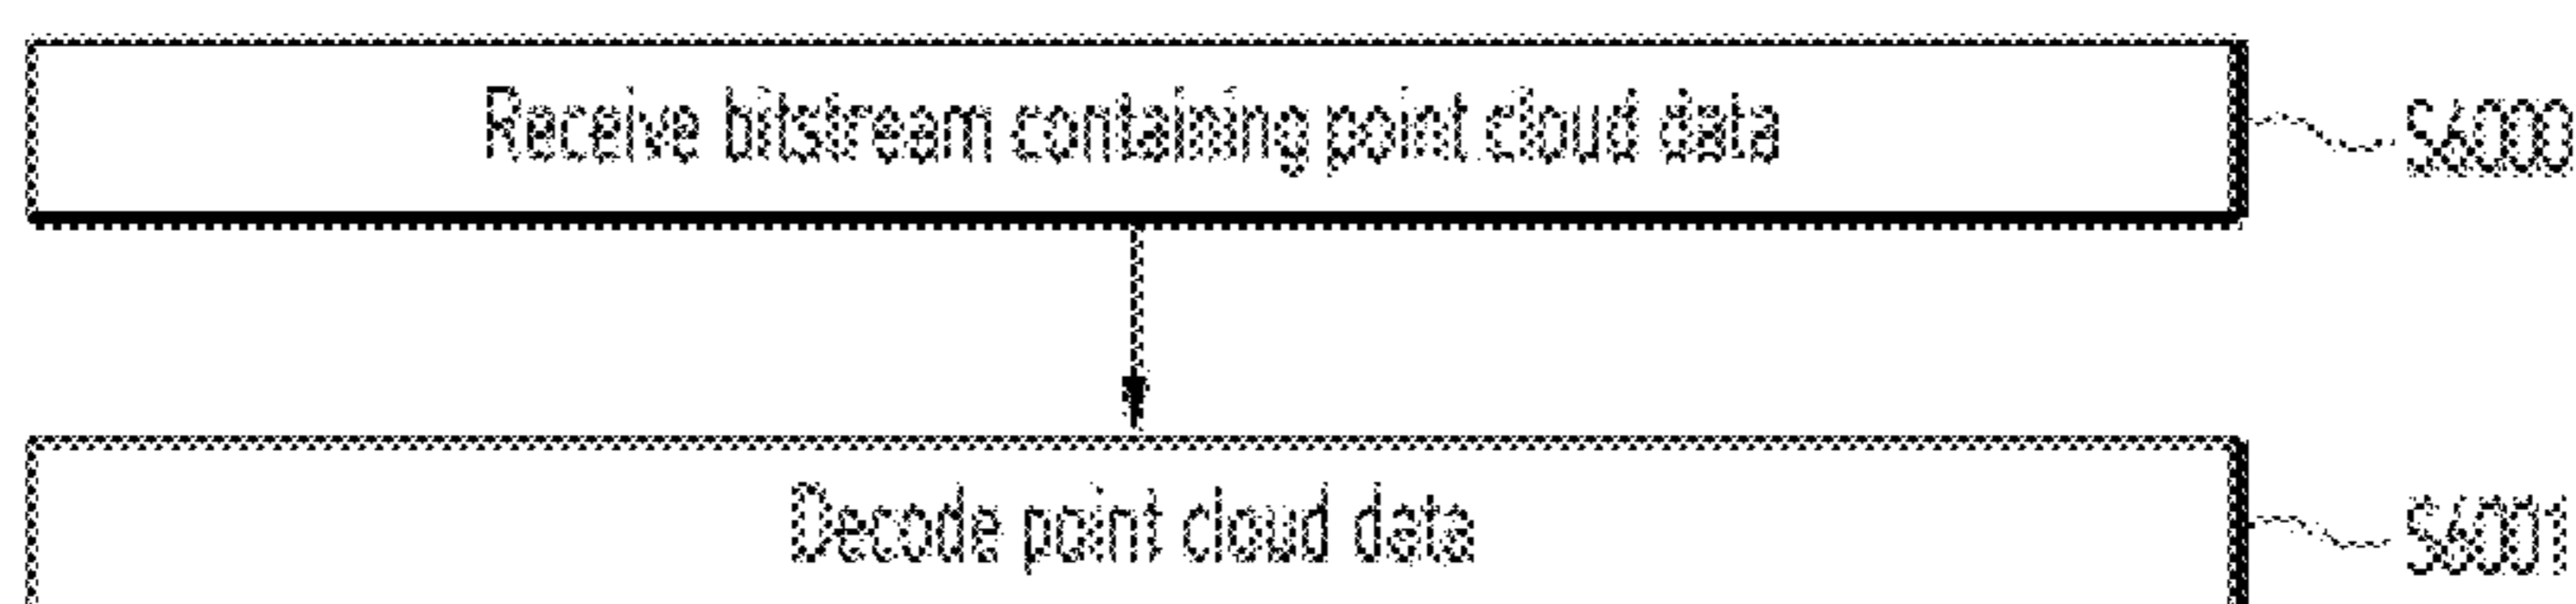 Receive bitstream containing point cloud data
S6000
Decode point cloud data
S6001